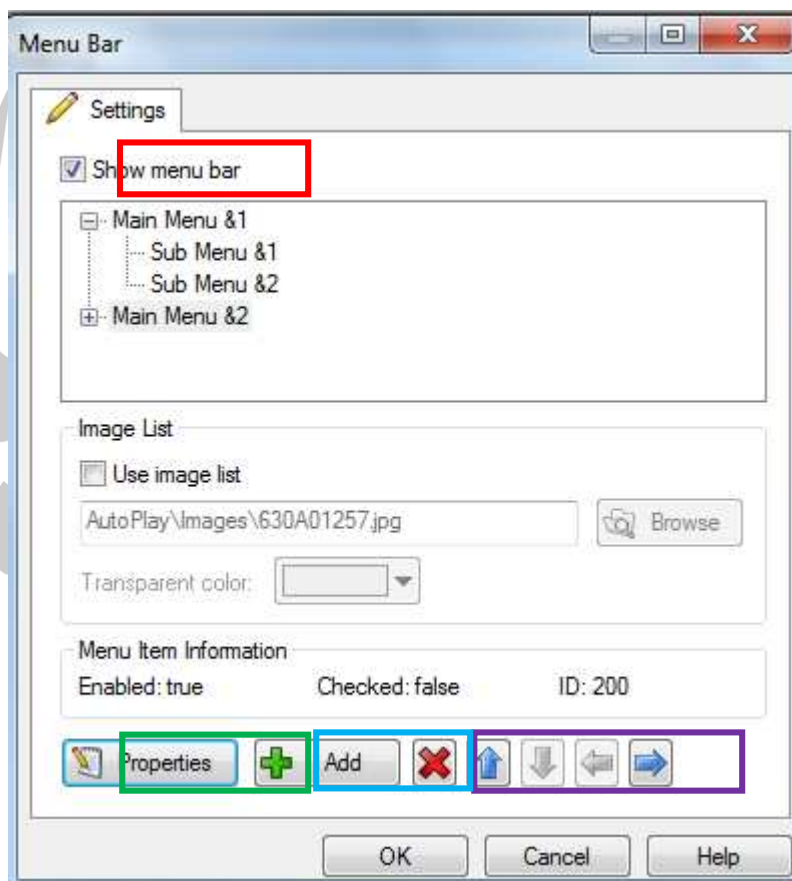 Menu Bar
Settings
Show menu bar
Main Menu &1
Sub Menu &1
Sub Menu &2
Main Menu &2
Image List
Use image list
AutoPlay\Images\630A01257.jpg
Browse
Transparent color:
Menu Item Information
Enabled: true Checked: false ID: 200
Properties Add
OK Cancel Help